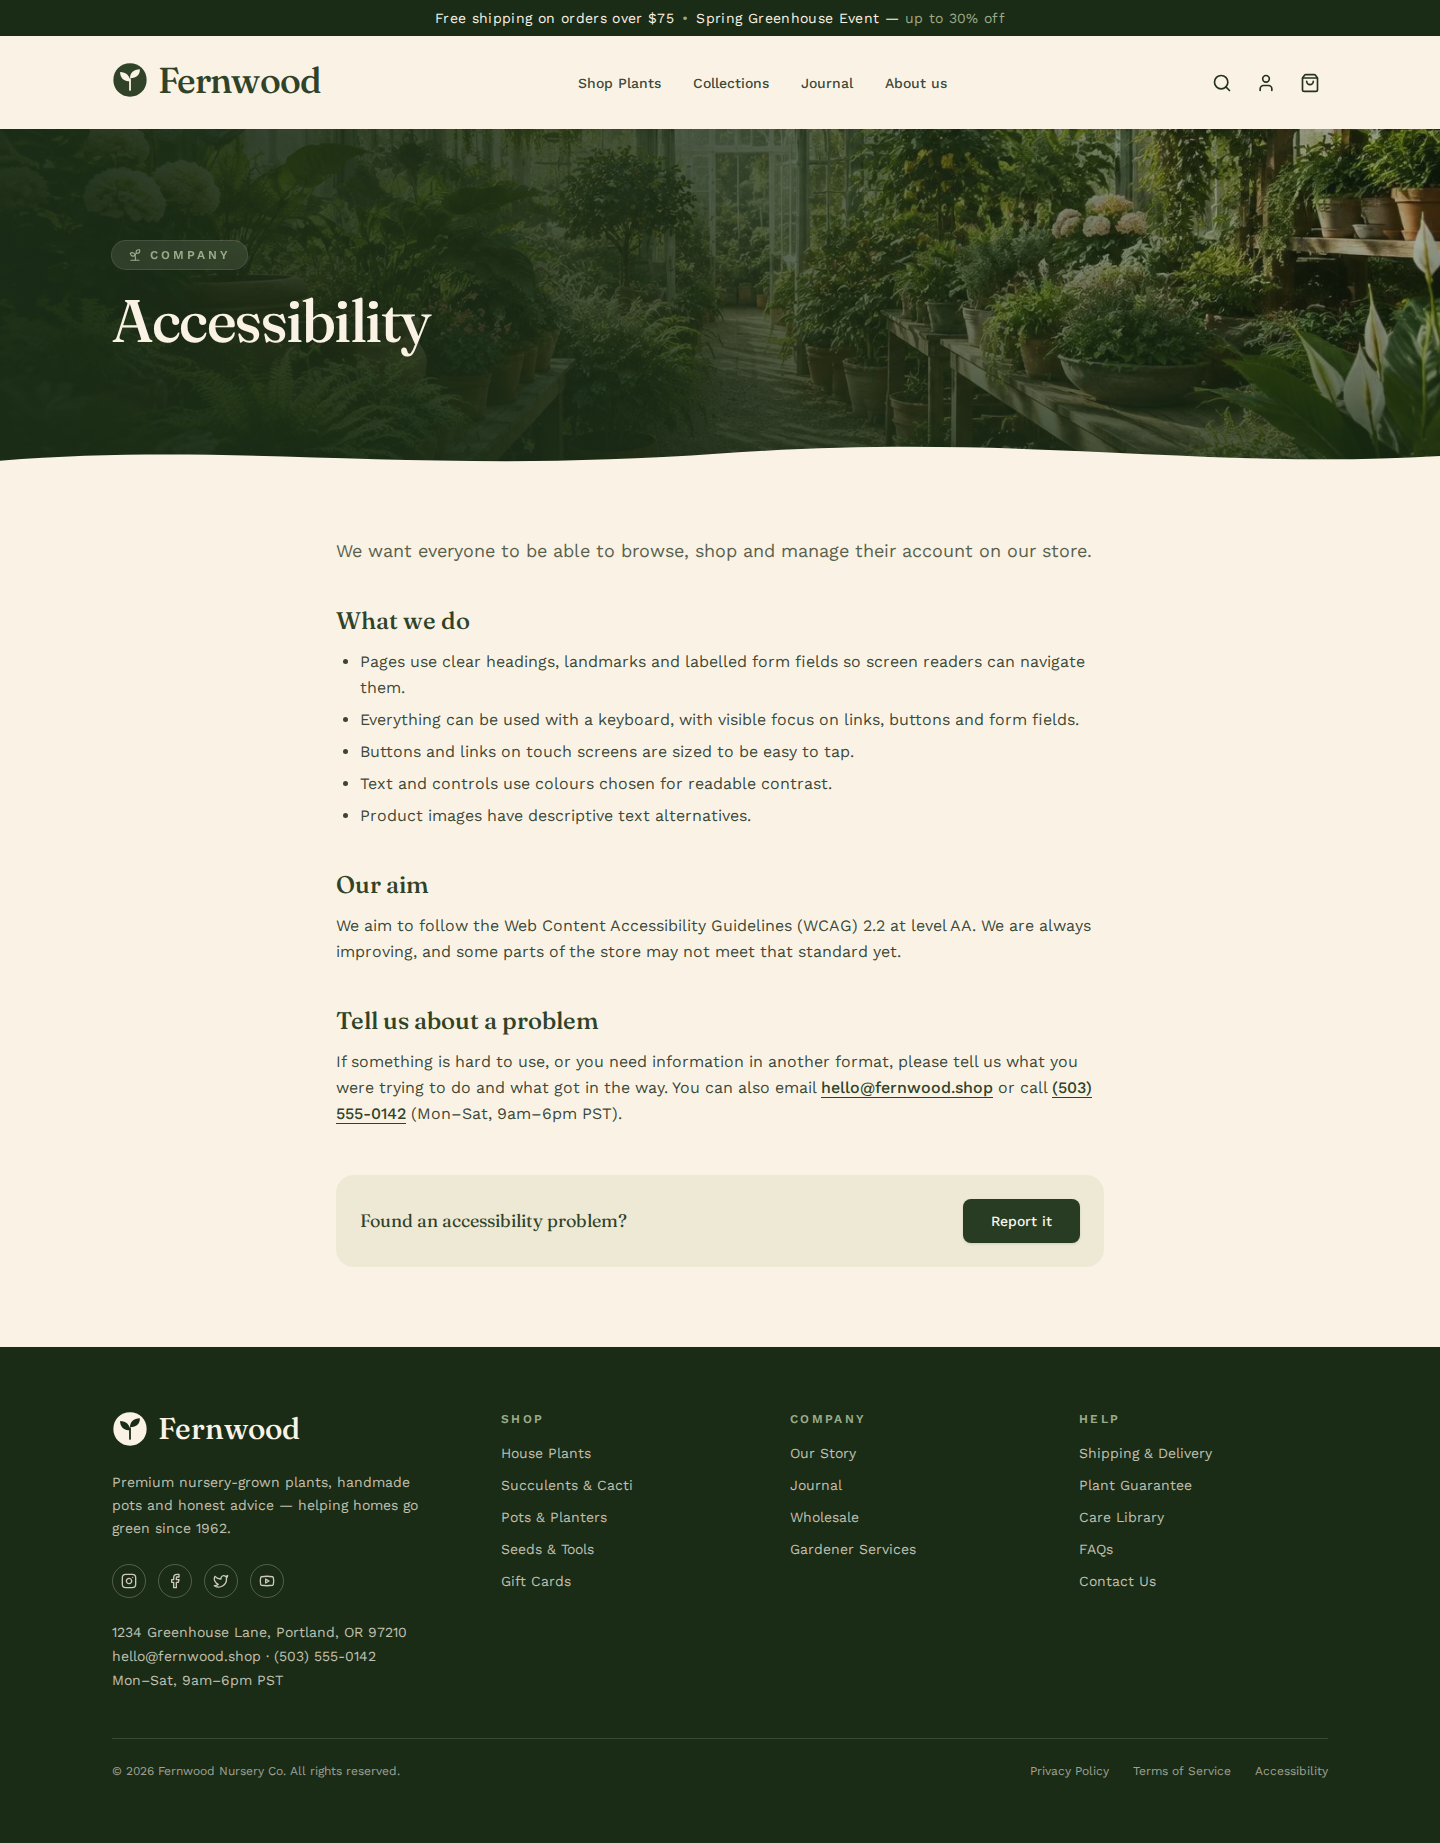 Free shipping on orders over $75 • Spring Greenhouse Event — up to 30% off
Fernwood
Shop Plants Collections Journal About us
COMPANY
Accessibility
We want everyone to be able to browse, shop and manage their account on our store.
What we do
• Pages use clear headings, landmarks and labelled form fields so screen readers can navigate
them.
• Everything can be used with a keyboard, with visible focus on links, buttons and form fields.
• Buttons and links on touch screens are sized to be easy to tap.
• Text and controls use colours chosen for readable contrast.
• Product images have descriptive text alternatives.
Our aim
We aim to follow the Web Content Accessibility Guidelines (WCAG) 2.2 at level AA. We are always
improving, and some parts of the store may not meet that standard yet.
Tell us about a problem
If something is hard to use, or you need information in another format, please tell us what you
were trying to do and what got in the way. You can also email hello@fernwood.shop or call (503)
555-0142 (Mon–Sat, 9am–6pm PST).
Found an accessibility problem?
Report it
Fernwood
Premium nursery-grown plants, handmade
pots and honest advice — helping homes go
green since 1962.
1234 Greenhouse Lane, Portland, OR 97210
hello@fernwood.shop · (503) 555-0142
Mon–Sat, 9am–6pm PST
SHOP
House Plants
Succulents & Cacti
Pots & Planters
Seeds & Tools
Gift Cards
COMPANY
Our Story
Journal
Wholesale
Gardener Services
HELP
Shipping & Delivery
Plant Guarantee
Care Library
FAQs
Contact Us
© 2026 Fernwood Nursery Co. All rights reserved.
Privacy Policy Terms of Service Accessibility